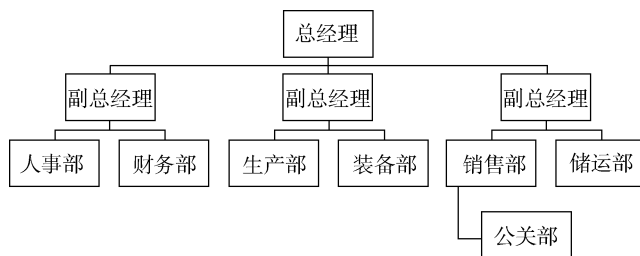 总经理
副总经理
副总经理
副总经理
人事部
财务部
生产部
装备部
销售部
储运部
公关部